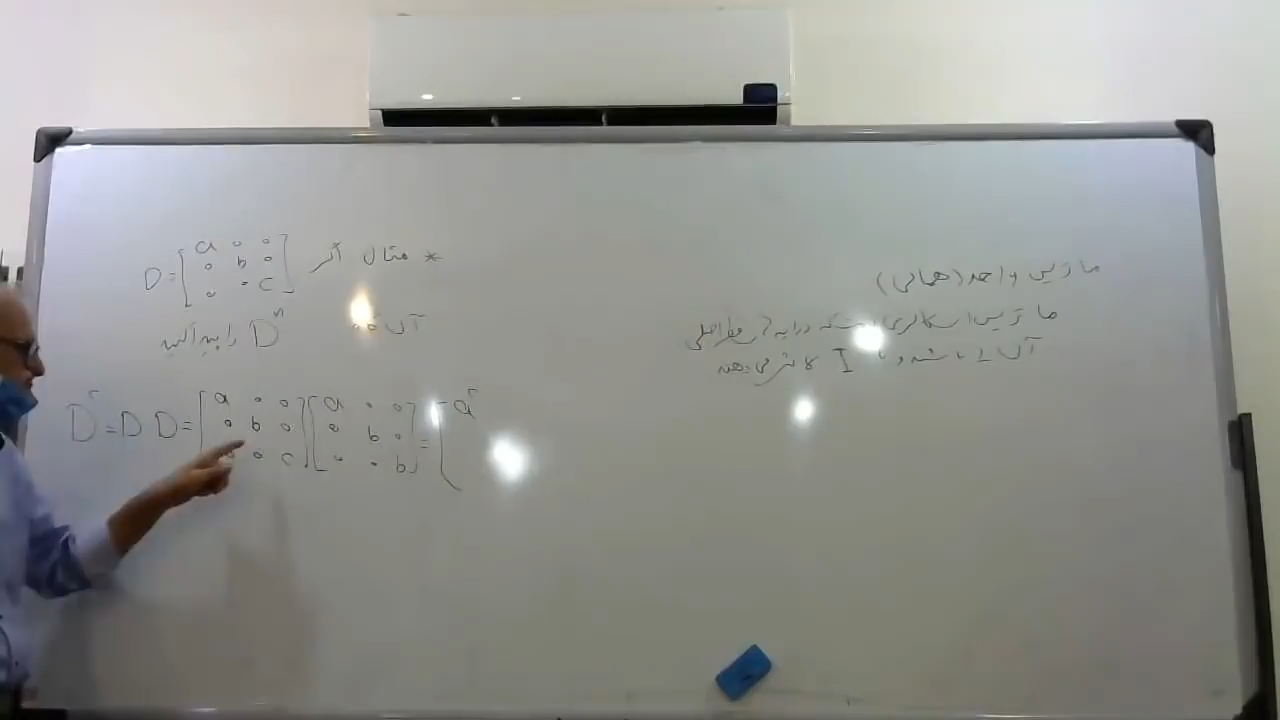 ماتریس واحد (همانی)
ماتریس اسکالری است که درایه های قطر اصلی
آن 1 باشد و با I نمایش می دهند
* مثال اگر D = [a 0 0
0 b 0
0 0 c]
آن گاه Dⁿ را بیابید
D² = D D = [a 0 0 [a 0 0 = [a²
0 b 0 0 b 0
0 c] 0 0 b]